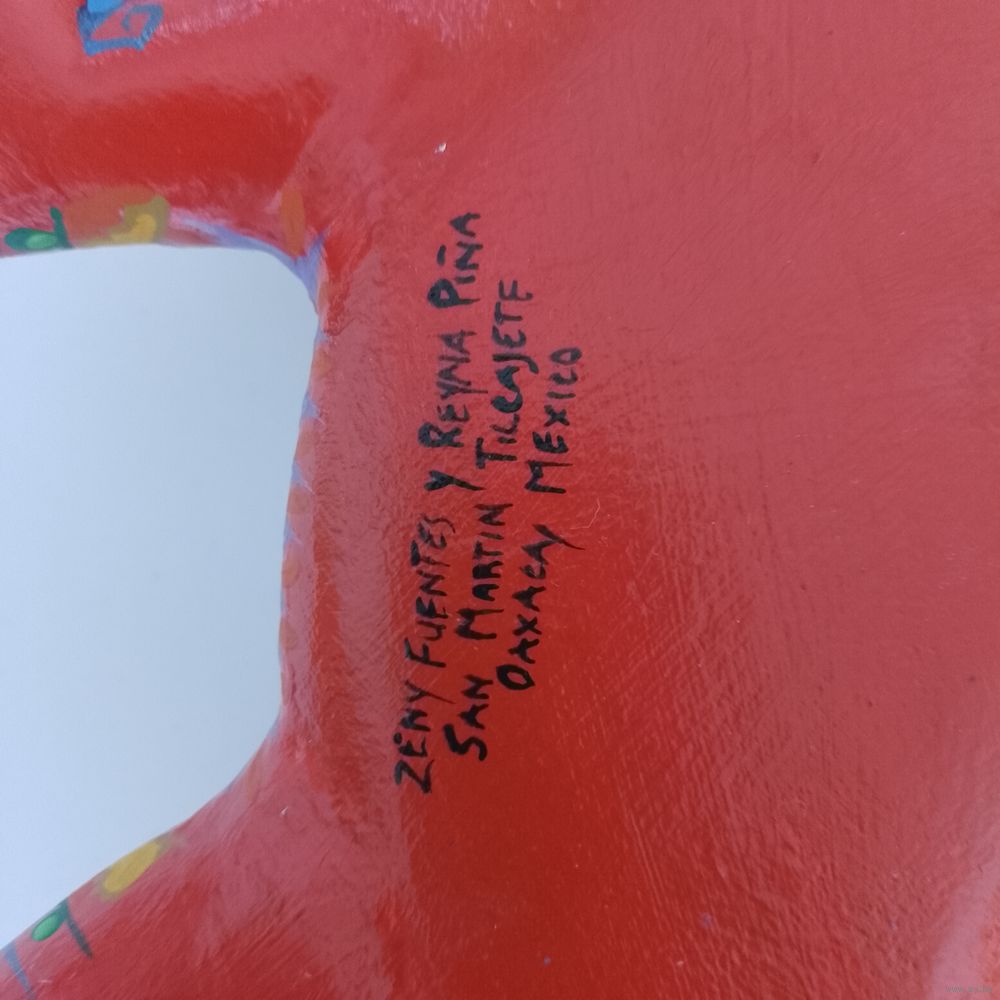 ZENY FUENTES Y REYNA PIÑA
SAN MARTIN TILCAJETE
OAXACA, MEXICO